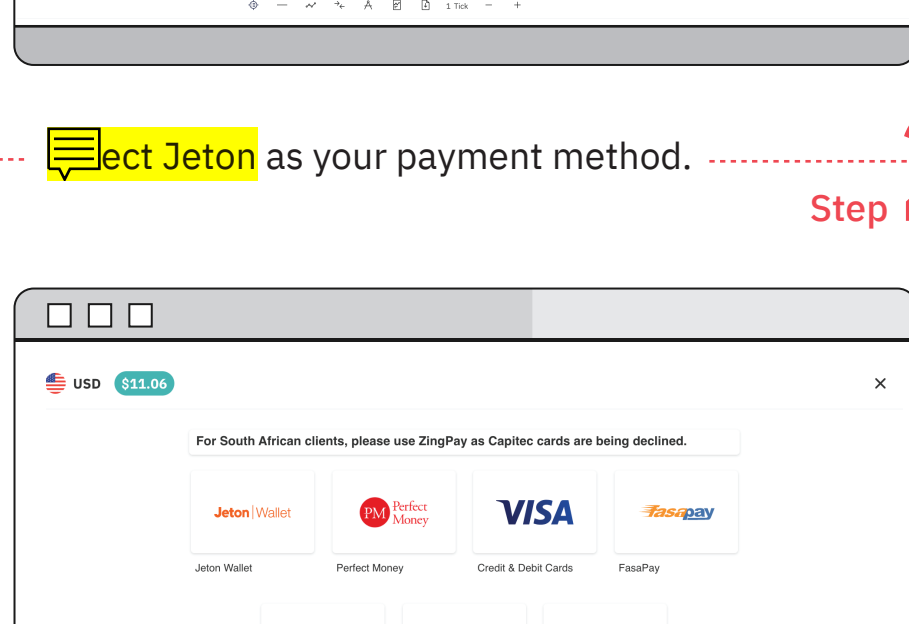 1 Tick
ect Jeton as your payment method.
Step
USD $11.06
For South African clients, please use ZingPay as Capitec cards are being declined.
Jeton Wallet
PM Perfect Money
VISA
fasapay
Jeton Wallet
Perfect Money
Credit & Debit Cards
FasaPay